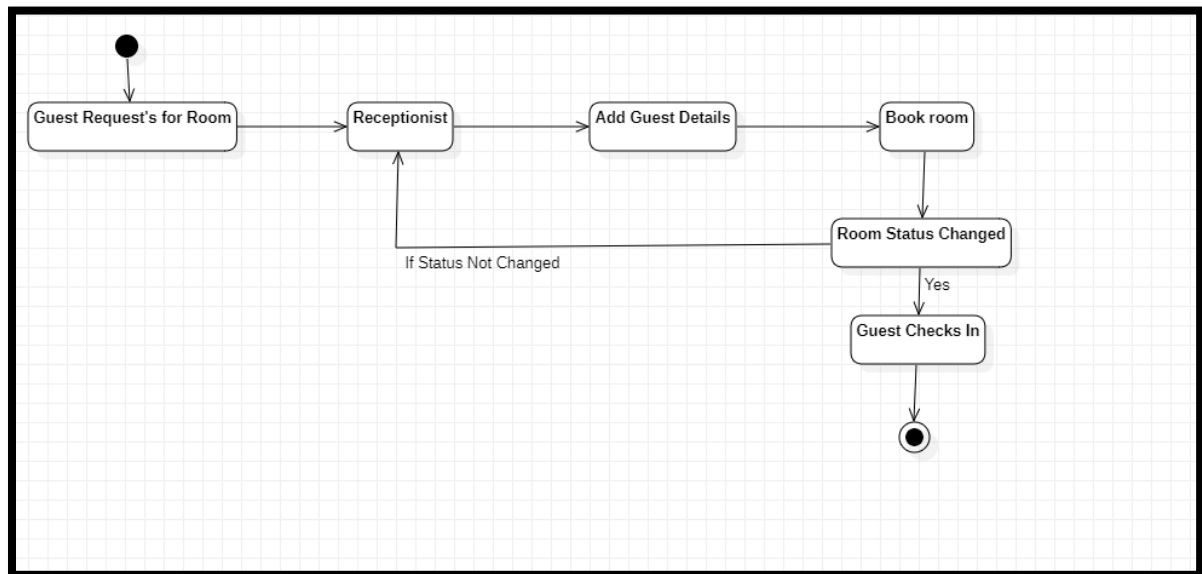 Guest Request's for Room
Receptionist
Add Guest Details
Book room
Room Status Changed
If Status Not Changed
Yes
Guest Checks In